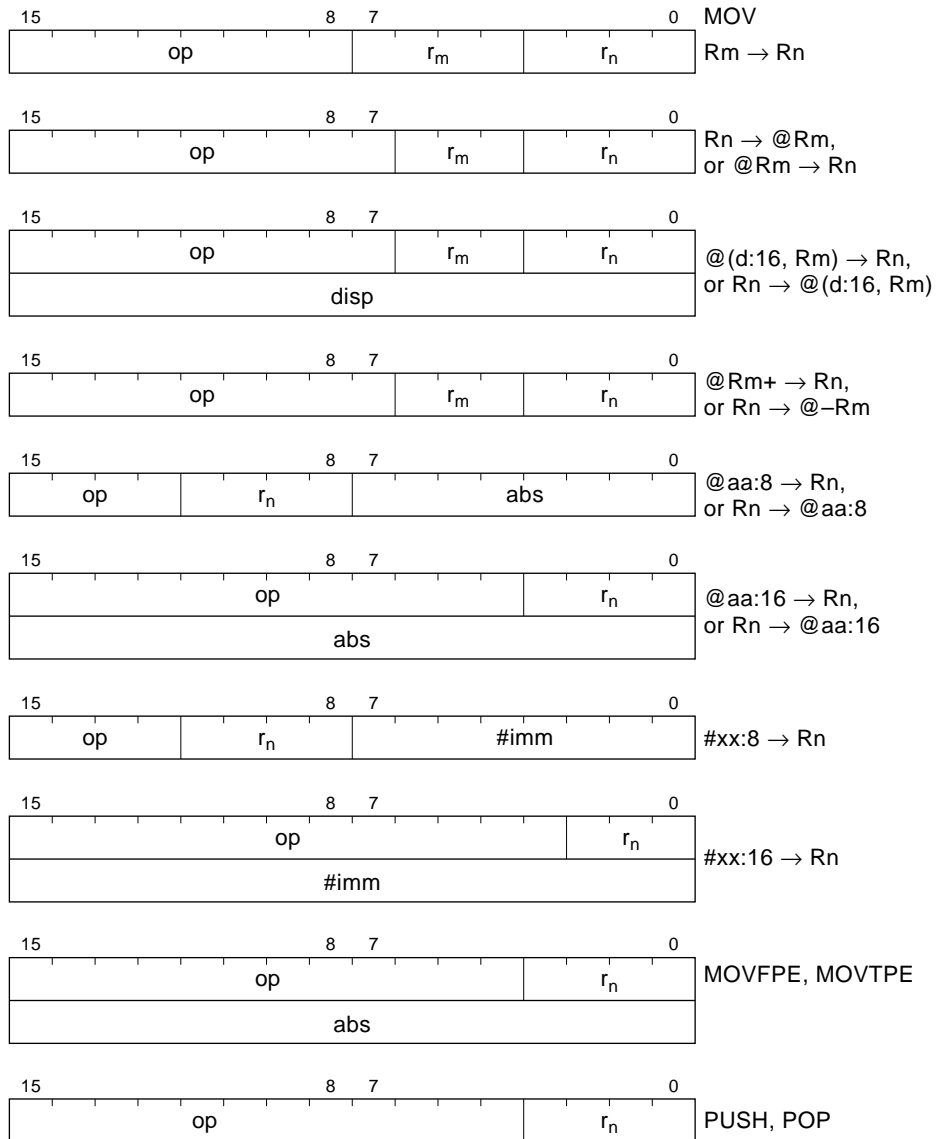 15 8 7 0 MOV
op rm rn Rm → Rn
15 8 7 0
op rm rn Rn → @Rm,
or @Rm → Rn
15 8 7 0
op rm rn @(d:16, Rm) → Rn,
or Rn → @(d:16, Rm)
disp
15 8 7 0
op rm rn @Rm+ → Rn,
or Rn → @–Rm
15 8 7 0
op rn abs @aa:8 → Rn,
or Rn → @aa:8
15 8 7 0
op rn @aa:16 → Rn,
or Rn → @aa:16
abs
15 8 7 0
op rn #imm #xx:8 → Rn
15 8 7 0
op rn
#xx:16 → Rn
#imm
15 8 7 0
op rn MOVFPE, MOVTPE
abs
15 8 7 0
op rn PUSH, POP